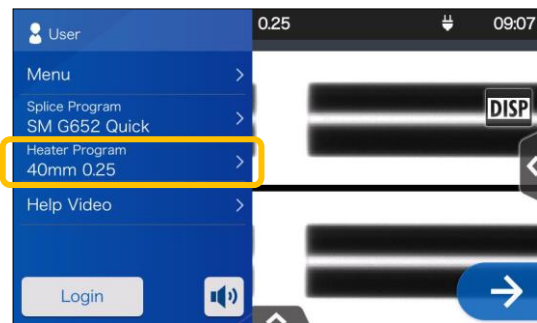 User
0.25
09:07
Menu
Splice Program
SM G652 Quick
DISP
Heater Program
40mm 0.25
Help Video
Login